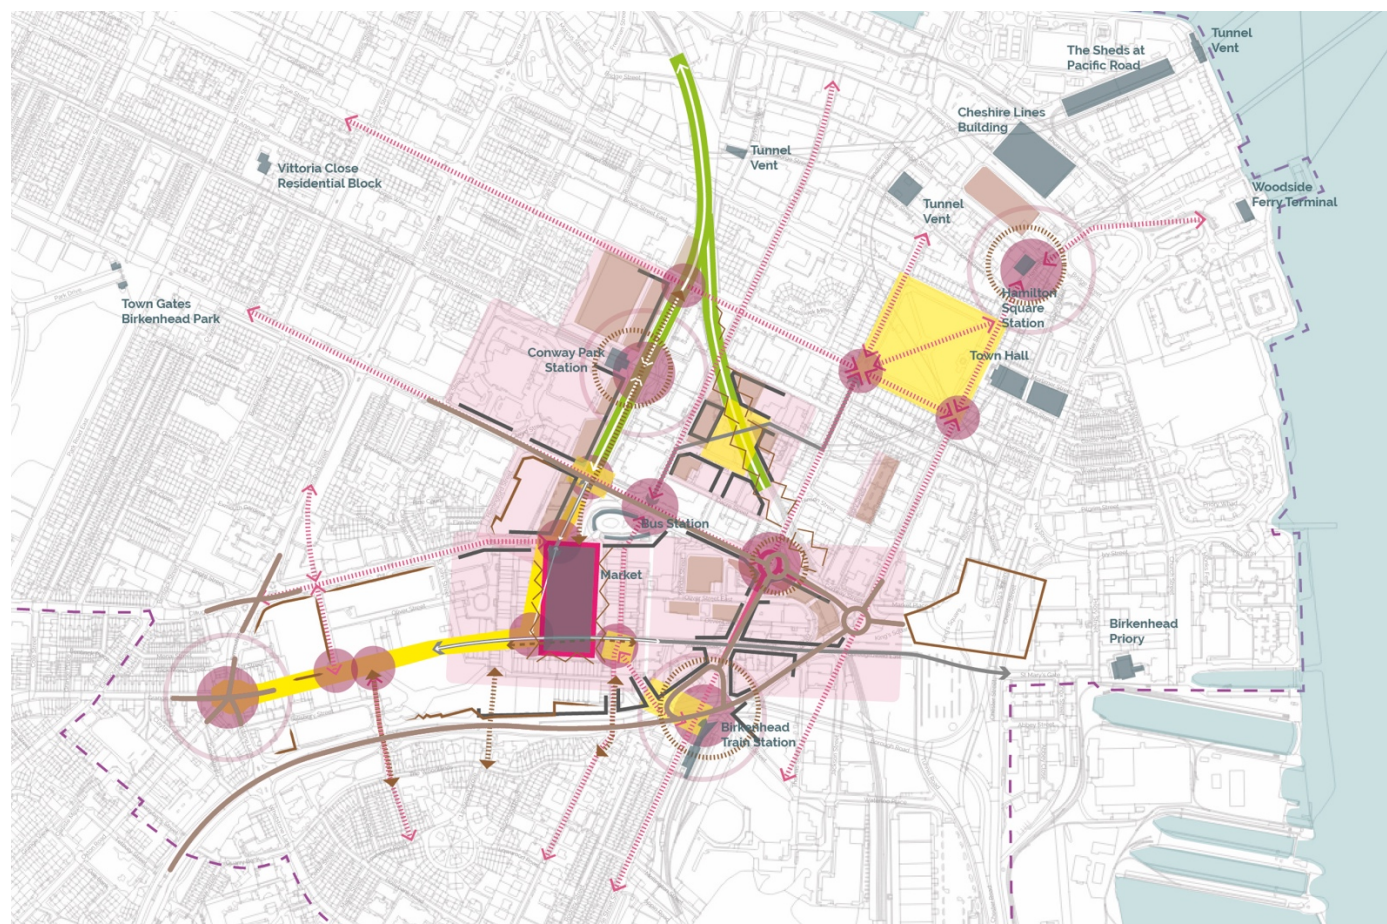 Tunnel
Vent
The Sheds at
Pacific Road
Cheshire Lines
Building
Tunnel
Vent
Vittoria Close
Residential Block
Tunnel
Vent
Woodside
Ferry Terminal
Town Gates
Birkenhead Park
Hamilton
Square
Station
Conway Park
Station
Town Hall
Bus Station
Market
Birkenhead
Priory
Birkenhead
Train Station